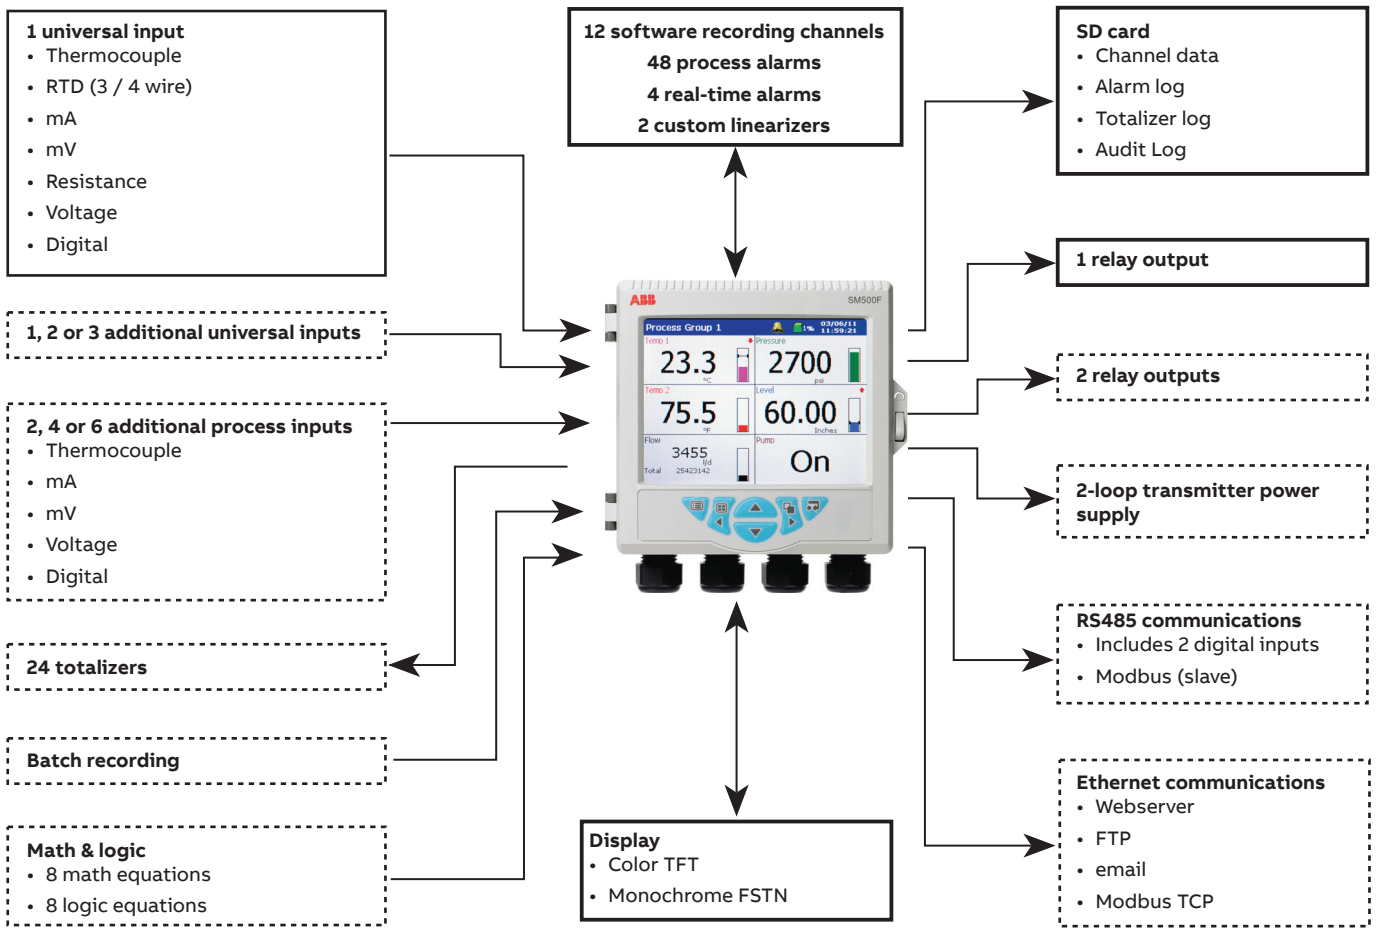 1 universal input
• Thermocouple
• RTD (3 / 4 wire)
• mA
• mV
• Resistance
• Voltage
• Digital
1, 2 or 3 additional universal inputs
2, 4 or 6 additional process inputs
• Thermocouple
• mA
• mV
• Voltage
• Digital
24 totalizers
Batch recording
Math & logic
• 8 math equations
• 8 logic equations
12 software recording channels
48 process alarms
4 real-time alarms
2 custom linearizers
ABB
SM500F
Process Group 1
1%
03/06/11
11:59:21
Temp 1
23.3
°C
Pressure
2700
psi
Temp 2
75.5
°F
Level
60.00
Inches
Flow
3455
l/d
Total 25423142
Pump
On
Display
• Color TFT
• Monochrome FSTN
SD card
• Channel data
• Alarm log
• Totalizer log
• Audit Log
1 relay output
2 relay outputs
2-loop transmitter power
supply
RS485 communications
• Includes 2 digital inputs
• Modbus (slave)
Ethernet communications
• Webserver
• FTP
• email
• Modbus TCP